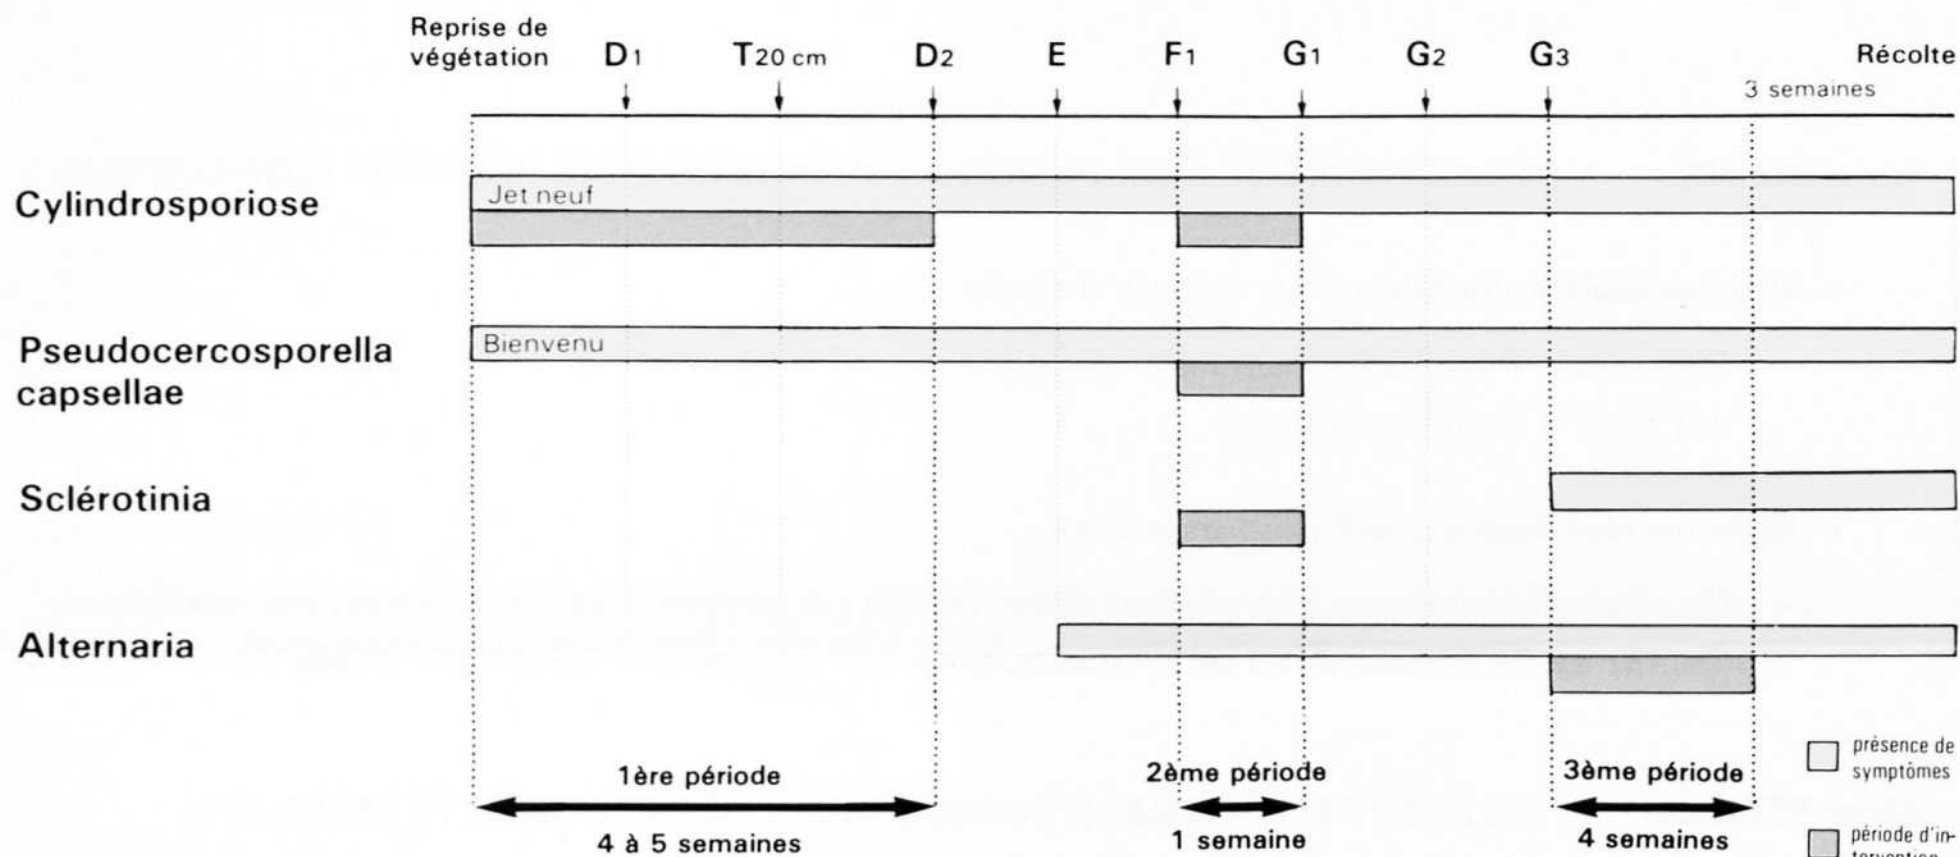 Reprise de
végétation
D1 T20 cm D2 E F1 G1 G2 G3 Récolte
3 semaines
Cylindrosporiose
Jet neuf
Pseudocercosporella
capsellae
Bienvenu
Sclérotinia
Alternaria
1ère période 2ème période 3ème période
4 à 5 semaines 1 semaine 4 semaines
présence de
symptômes
période d'in-
tervention